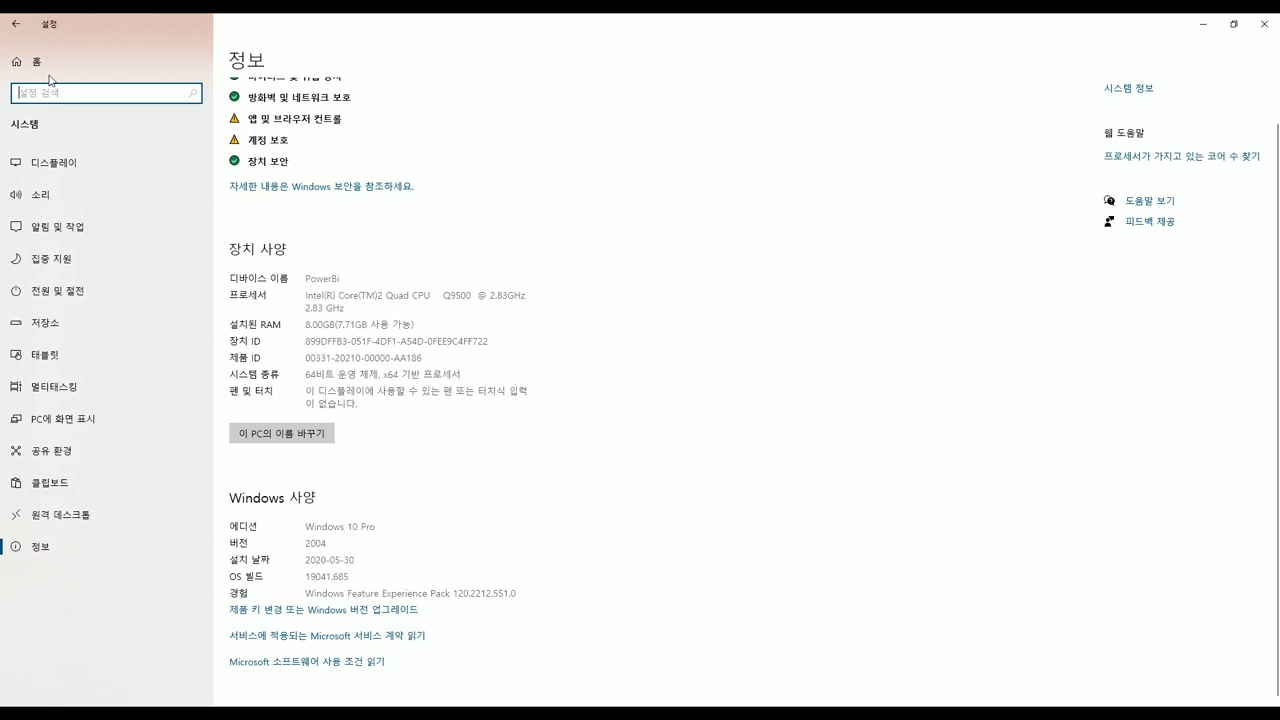 설정
홈
설정 검색
시스템
디스플레이
소리
알림 및 작업
집중 지원
전원 및 절전
저장소
태블릿
멀티태스킹
PC에 화면 표시
공유 환경
클립보드
원격 데스크톱
정보
정보
방화벽 및 네트워크 보호
앱 및 브라우저 컨트롤
계정 보호
장치 보안
자세한 내용은 Windows 보안을 참조하세요.
장치 사양
디바이스 이름 PowerBi
프로세서 Intel(R) Core(TM)2 Quad CPU Q9500 @ 2.83GHz
2.83 GHz
설치된 RAM 8.00GB(7.71GB 사용 가능)
장치 ID 899DFFB3-051F-4DF1-A54D-0FEE9C4FF722
제품 ID 00331-20210-00000-AA186
시스템 종류 64비트 운영 체제, x64 기반 프로세서
펜 및 터치 이 디스플레이에 사용할 수 있는 펜 또는 터치식 입력
이 없습니다.
이 PC의 이름 바꾸기
Windows 사양
에디션 Windows 10 Pro
버전 2004
설치 날짜 2020-05-30
OS 빌드 19041.685
경험 Windows Feature Experience Pack 120.2212.551.0
제품 키 변경 또는 Windows 버전 업그레이드
서비스에 적용되는 Microsoft 서비스 계약 읽기
Microsoft 소프트웨어 사용 조건 읽기
시스템 정보
웹 도움말
프로세서가 가지고 있는 코어 수 찾기
도움말 보기
피드백 제공